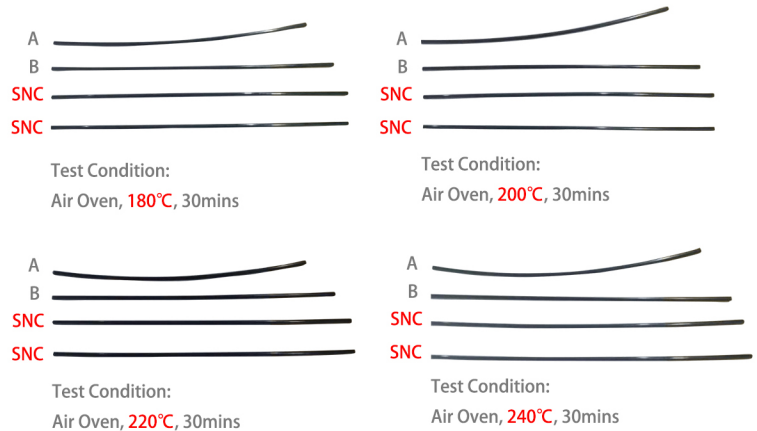 A
B
SNC
SNC
Test Condition:
Air Oven, 180℃, 30mins
A
B
SNC
SNC
Test Condition:
Air Oven, 200℃, 30mins
A
B
SNC
SNC
Test Condition:
Air Oven, 220℃, 30mins
A
B
SNC
SNC
Test Condition:
Air Oven, 240℃, 30mins